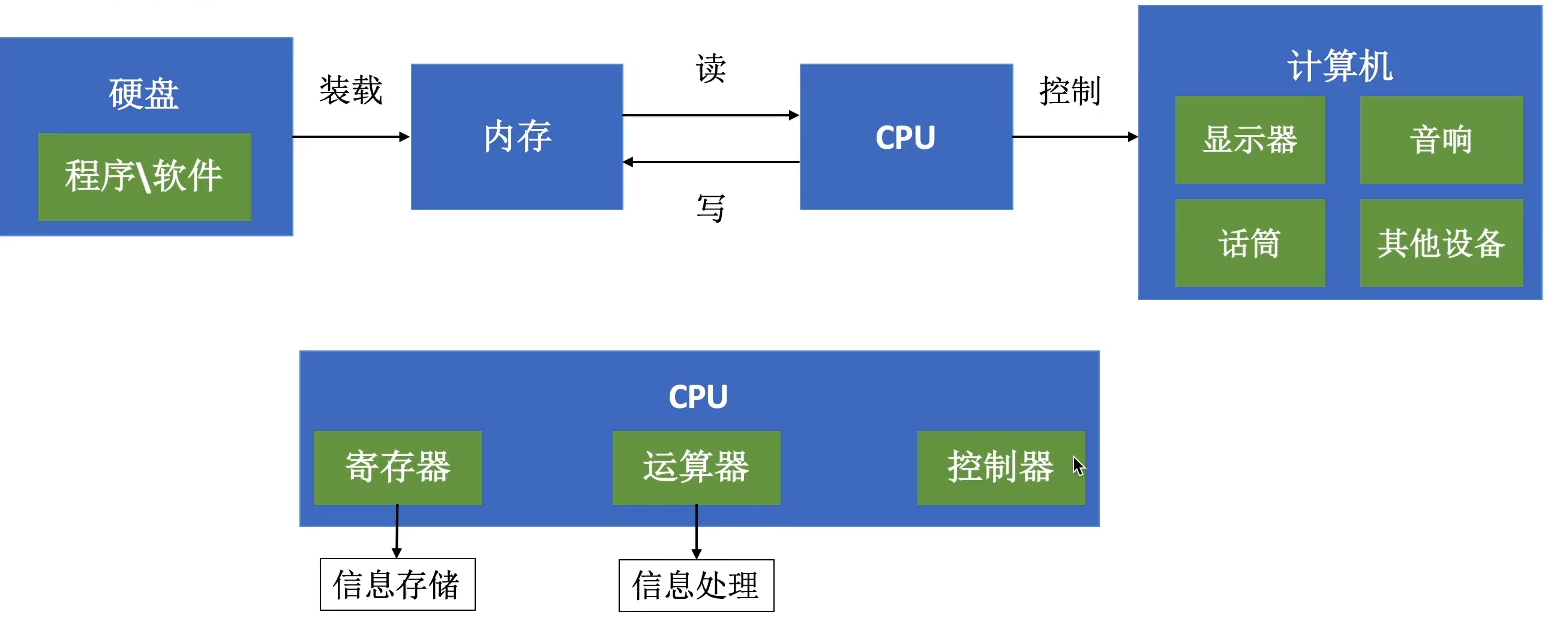 硬盘
程序\软件
装载
内存
读
写
CPU
控制
计算机
显示器
音响
话筒
其他设备
CPU
寄存器
运算器
控制器
信息存储
信息处理